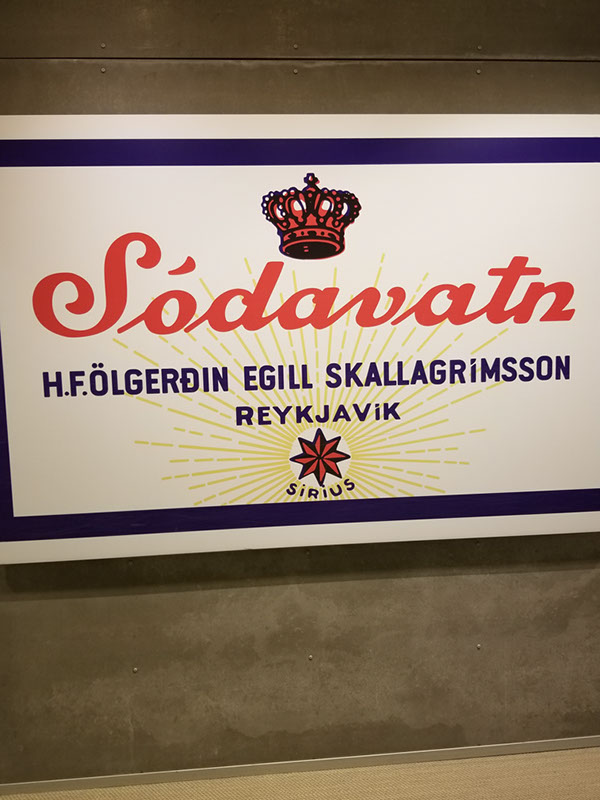 Sódavatn
H.F.ÖLGERÐIN EGILL SKALLAGRÍMSSON
REYKJAVíK
SiRiUS